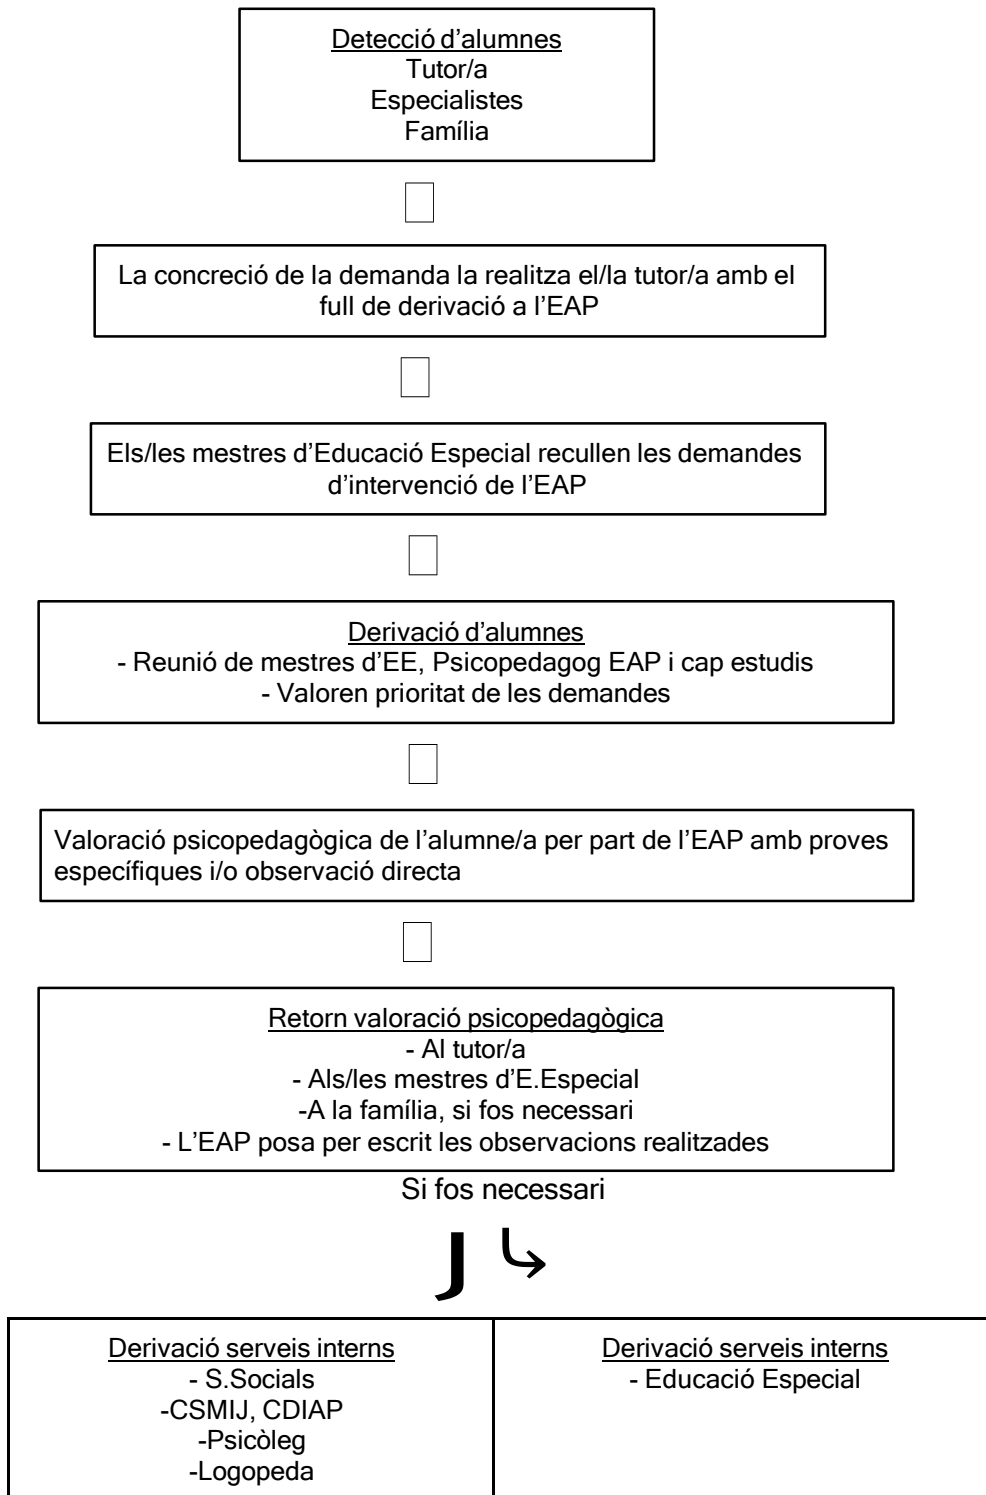 Detecció d’alumnes
Tutor/a
Especialistes
Família
La concreció de la demanda la realitza el/la tutor/a amb el
full de derivació a l’EAP
Els/les mestres d’Educació Especial recullen les demandes
d’intervenció de l’EAP
Derivació d’alumnes
- Reunió de mestres d’EE, Psicopedagog EAP i cap estudis
- Valoren prioritat de les demandes
Valoració psicopedagògica de l’alumne/a per part de l’EAP amb proves
específiques i/o observació directa
Retorn valoració psicopedagògica
- Al tutor/a
- Als/les mestres d’E.Especial
-A la família, si fos necessari
- L’EAP posa per escrit les observacions realitzades
Si fos necessari
Derivació serveis interns
- S.Socials
-CSMIJ, CDIAP
-Psicòleg
-Logopeda
Derivació serveis interns
- Educació Especial